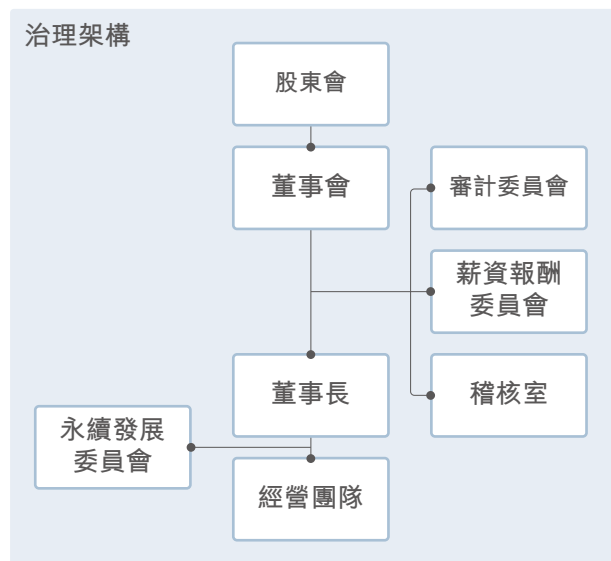 治理架構
股東會
董事會
審計委員會
薪資報酬
委員會
董事長
稽核室
永續發展
委員會
經營團隊